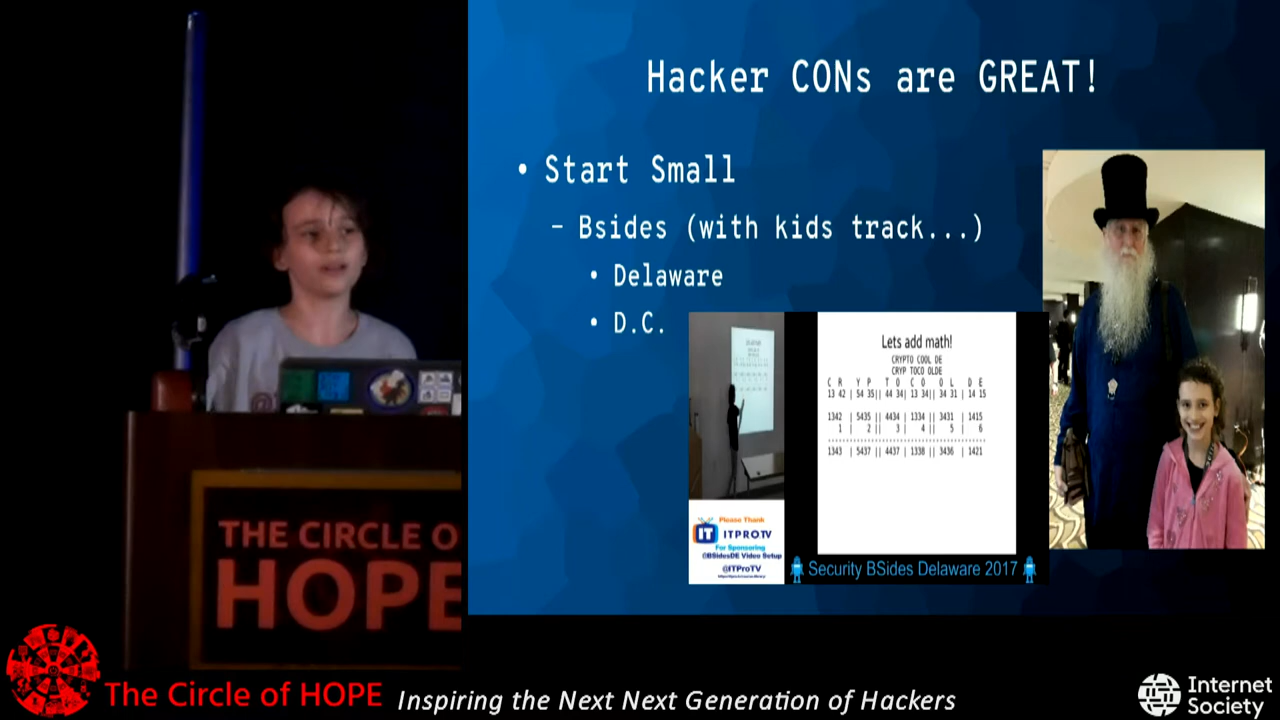 Hacker CONs are GREAT!
• Start Small
– Bsides (with kids track...)
• Delaware
• D.C.
Lets add math!
CRYPTO COOL DE
CRYP TOCO OLDE
C R Y P T O C O O L D E
13 42 | 54 35|| 44 34| 13 34|| 34 31 | 14 15
1342 | 5435 || 4434 | 1334 || 3431 | 1415
1 | 2 || 3 | 4 || 5 | 6
1343 | 5437 || 4437 | 1338 || 3436 | 1421
Please Thank
IT ITPROTV
For Sponsoring
@BSidesDE Video Setup
@ITProTV
Security BSides Delaware 2017
THE CIRCLE O
HOPE
The Circle of HOPE
Inspiring the Next Next Generation of Hackers
Internet
Society